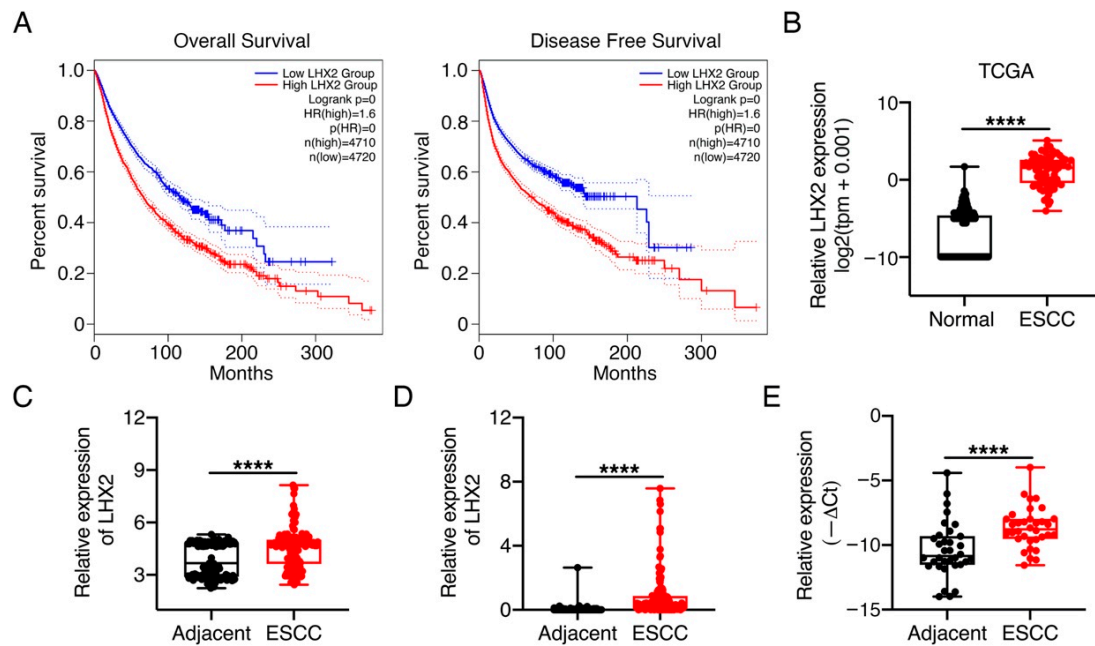 A
Overall Survival
Percent survival
1.0
0.8
0.6
0.4
0.2
0
0
100
200
300
Months
Low LHX2 Group
High LHX2 Group
Logrank p=0
HR(high)=1.6
p(HR)=0
n(high)=4710
n(low)=4720
Disease Free Survival
Percent survival
1.0
0.8
0.6
0.4
0.2
0
0
100
200
300
Months
Low LHX2 Group
High LHX2 Group
Logrank p=0
HR(high)=1.6
p(HR)=0
n(high)=4710
n(low)=4720
B
TCGA
Relative LHX2 expression
log2(tpm + 0.001)
10
0
−10
****
Normal
ESCC
C
Relative expression
of LHX2
12
9
6
3
****
Adjacent
ESCC
D
Relative expression
of LHX2
12
8
4
0
****
Adjacent
ESCC
E
Relative expression
(−ΔCt)
0
−5
−10
−15
****
Adjacent
ESCC